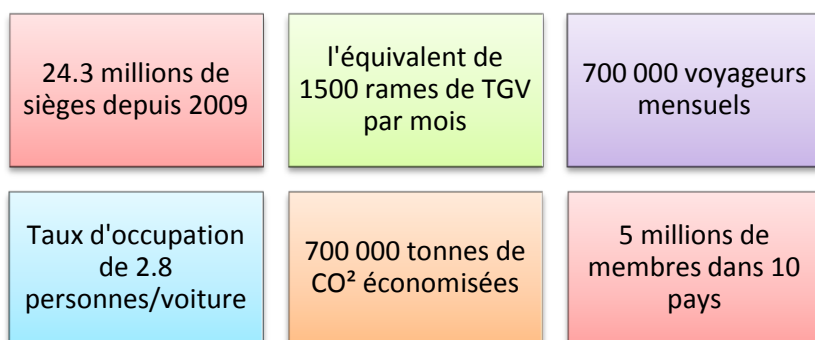 24.3 millions de
sièges depuis 2009
l'équivalent de
1500 rames de TGV
par mois
700 000 voyageurs
mensuels
Taux d'occupation
de 2.8
personnes/voiture
700 000 tonnes de
CO² économisées
5 millions de
membres dans 10
pays